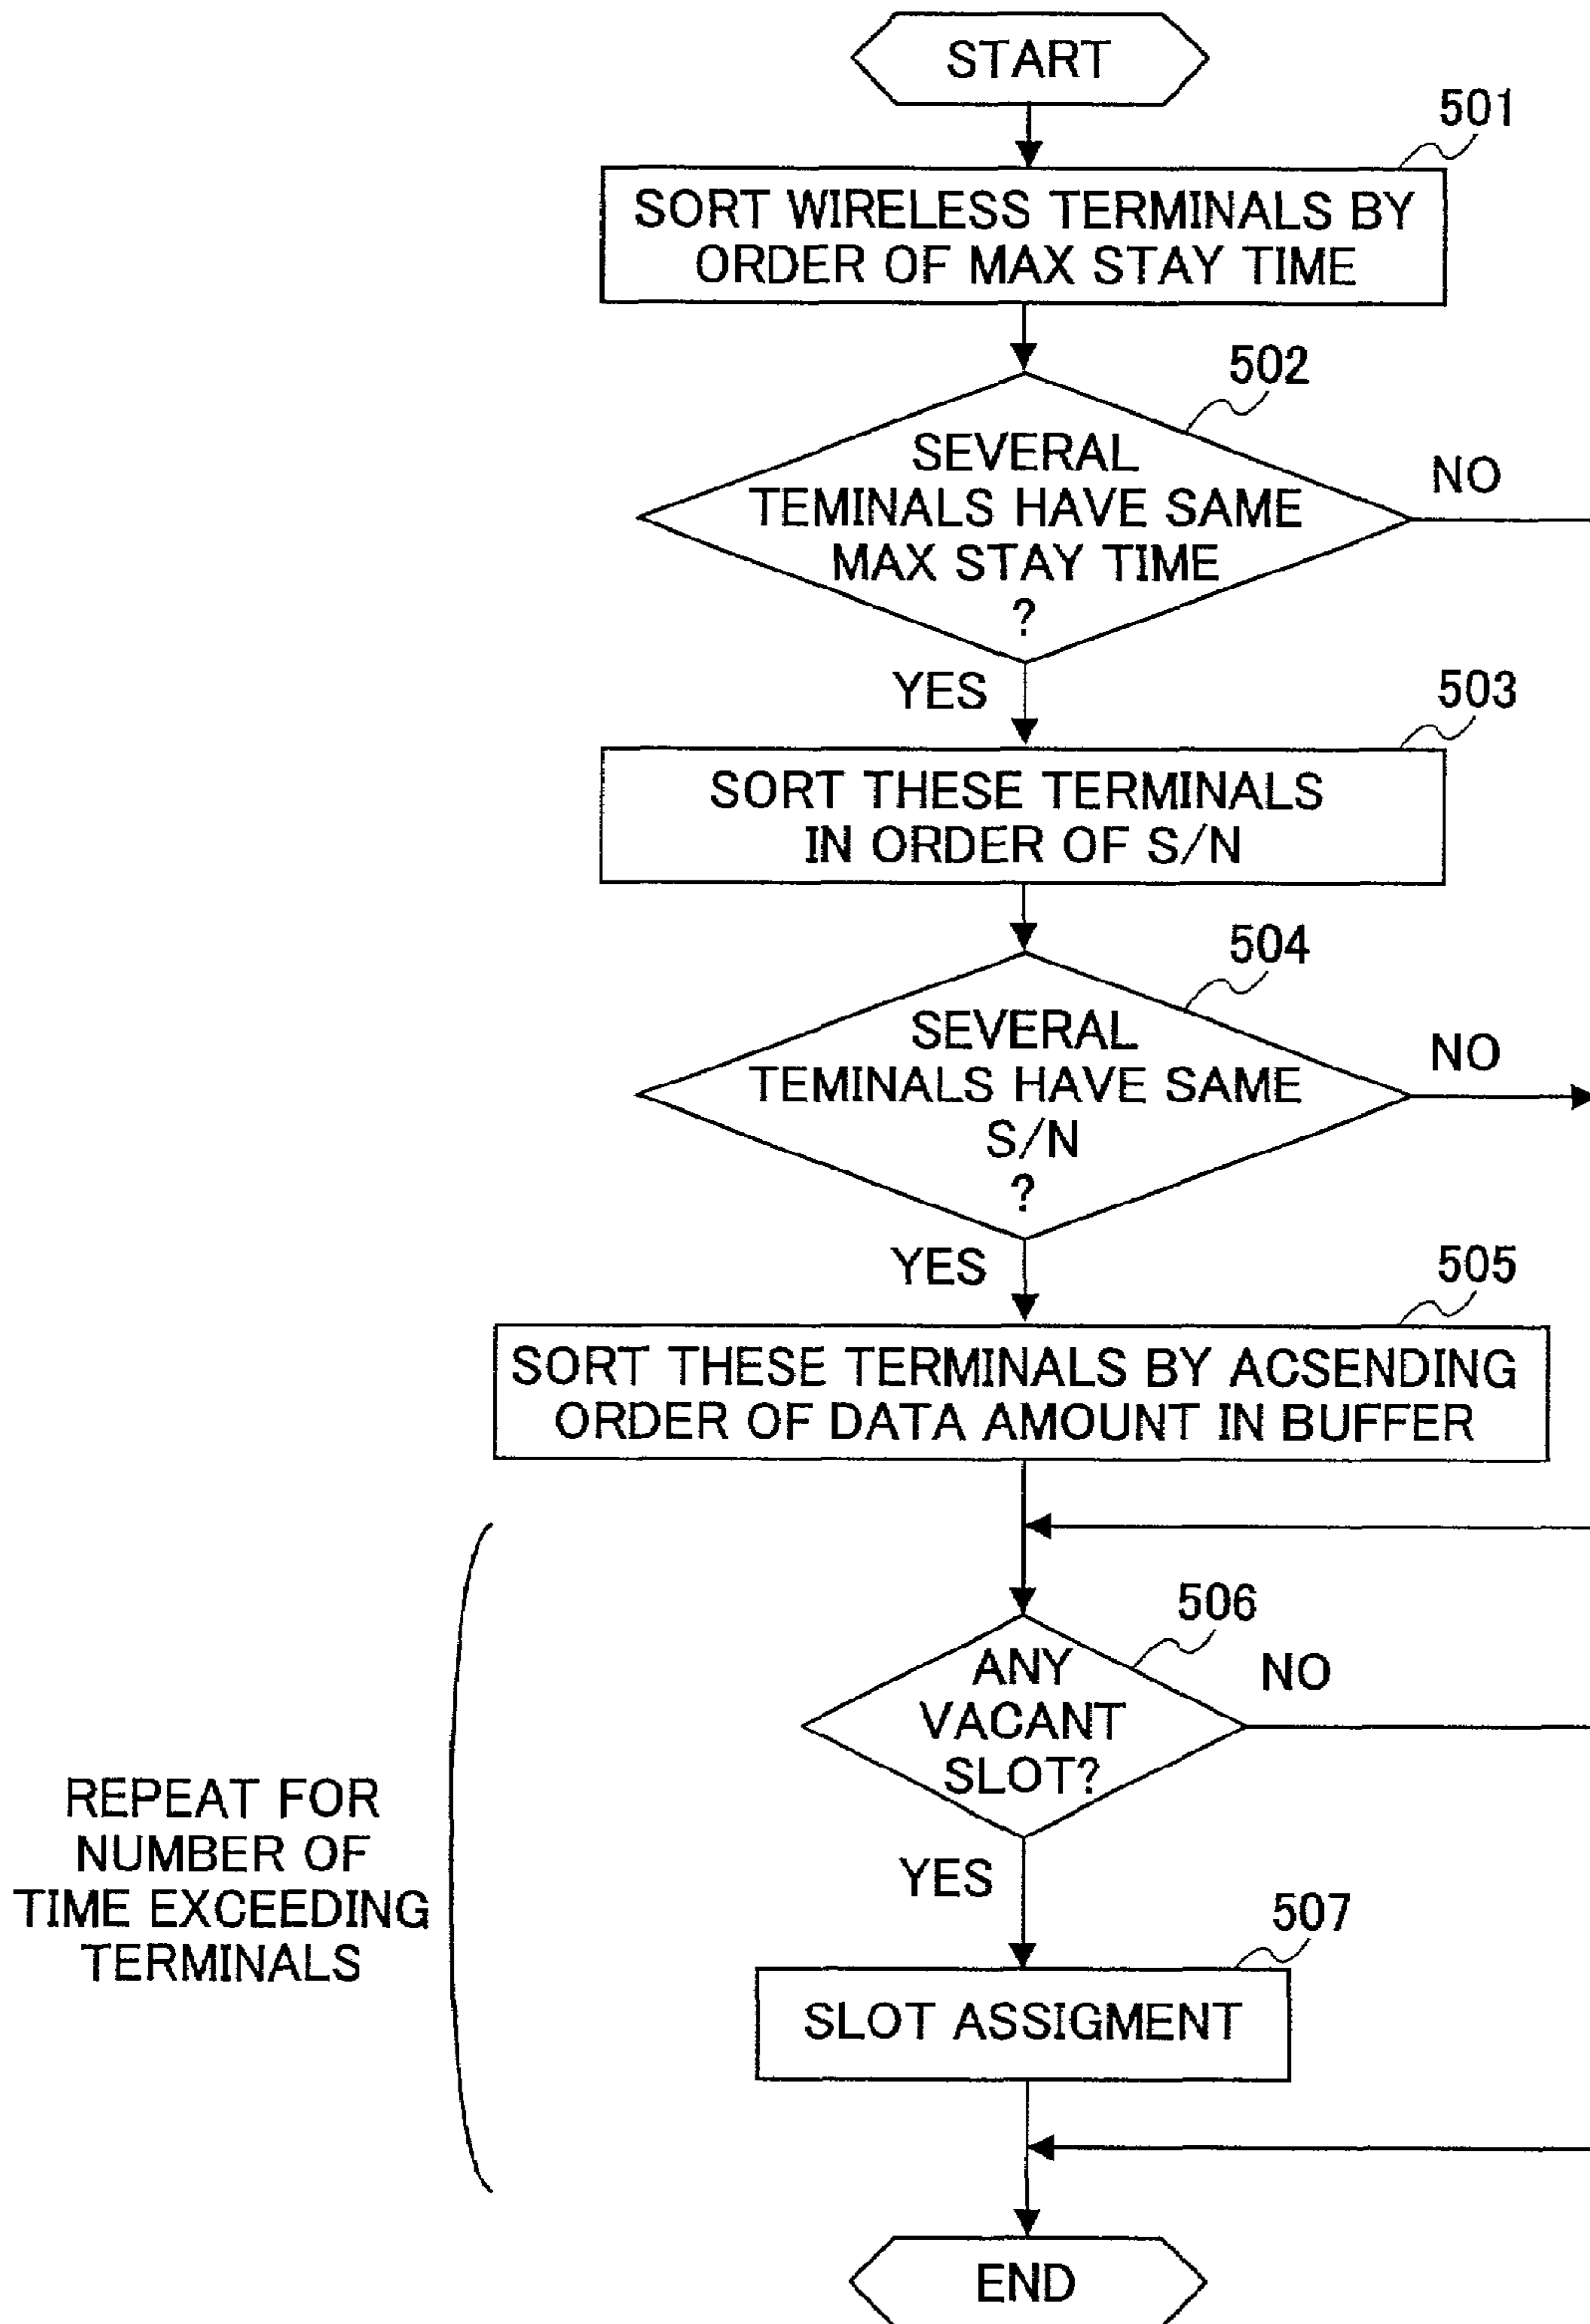 START
501
SORT WIRELESS TERMINALS BY
ORDER OF MAX STAY TIME
502
SEVERAL
TEMINALS HAVE SAME
MAX STAY TIME
?
NO
YES
503
SORT THESE TERMINALS
IN ORDER OF S/N
504
SEVERAL
TEMINALS HAVE SAME
S/N
?
NO
YES
505
SORT THESE TERMINALS BY ACSENDING
ORDER OF DATA AMOUNT IN BUFFER
506
ANY
VACANT
SLOT?
NO
YES
REPEAT FOR
NUMBER OF
TIME EXCEEDING
TERMINALS
507
SLOT ASSIGMENT
END